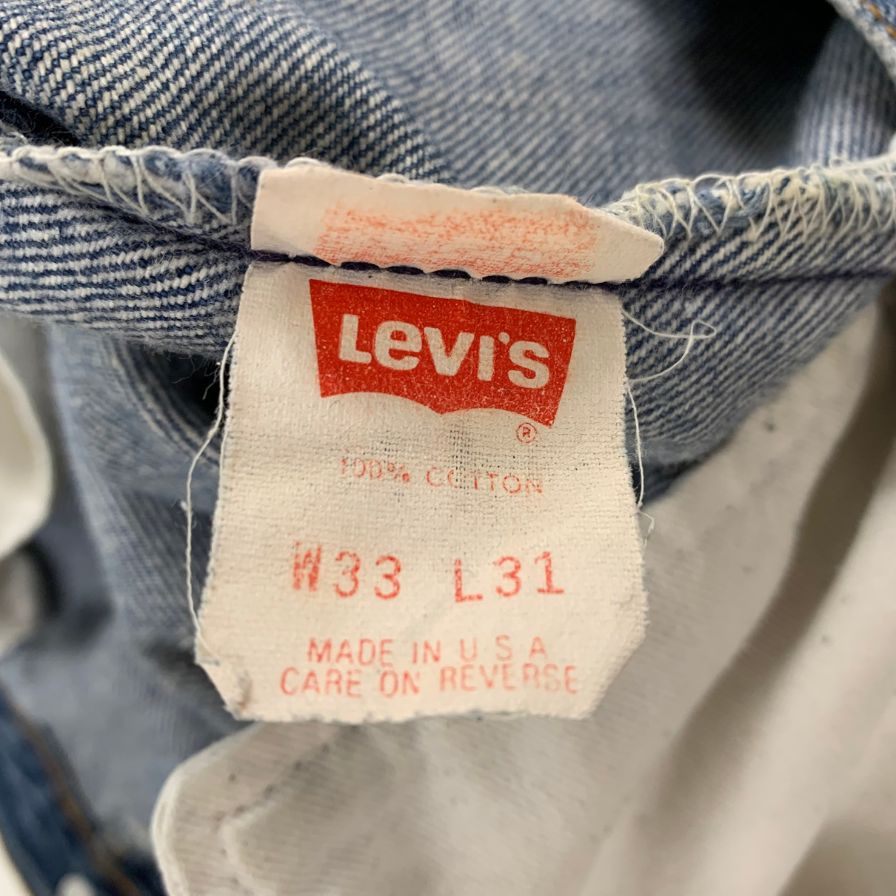 Levi's
®
100% COTTON
W33 L31
MADE IN U S A
CARE ON REVERSE